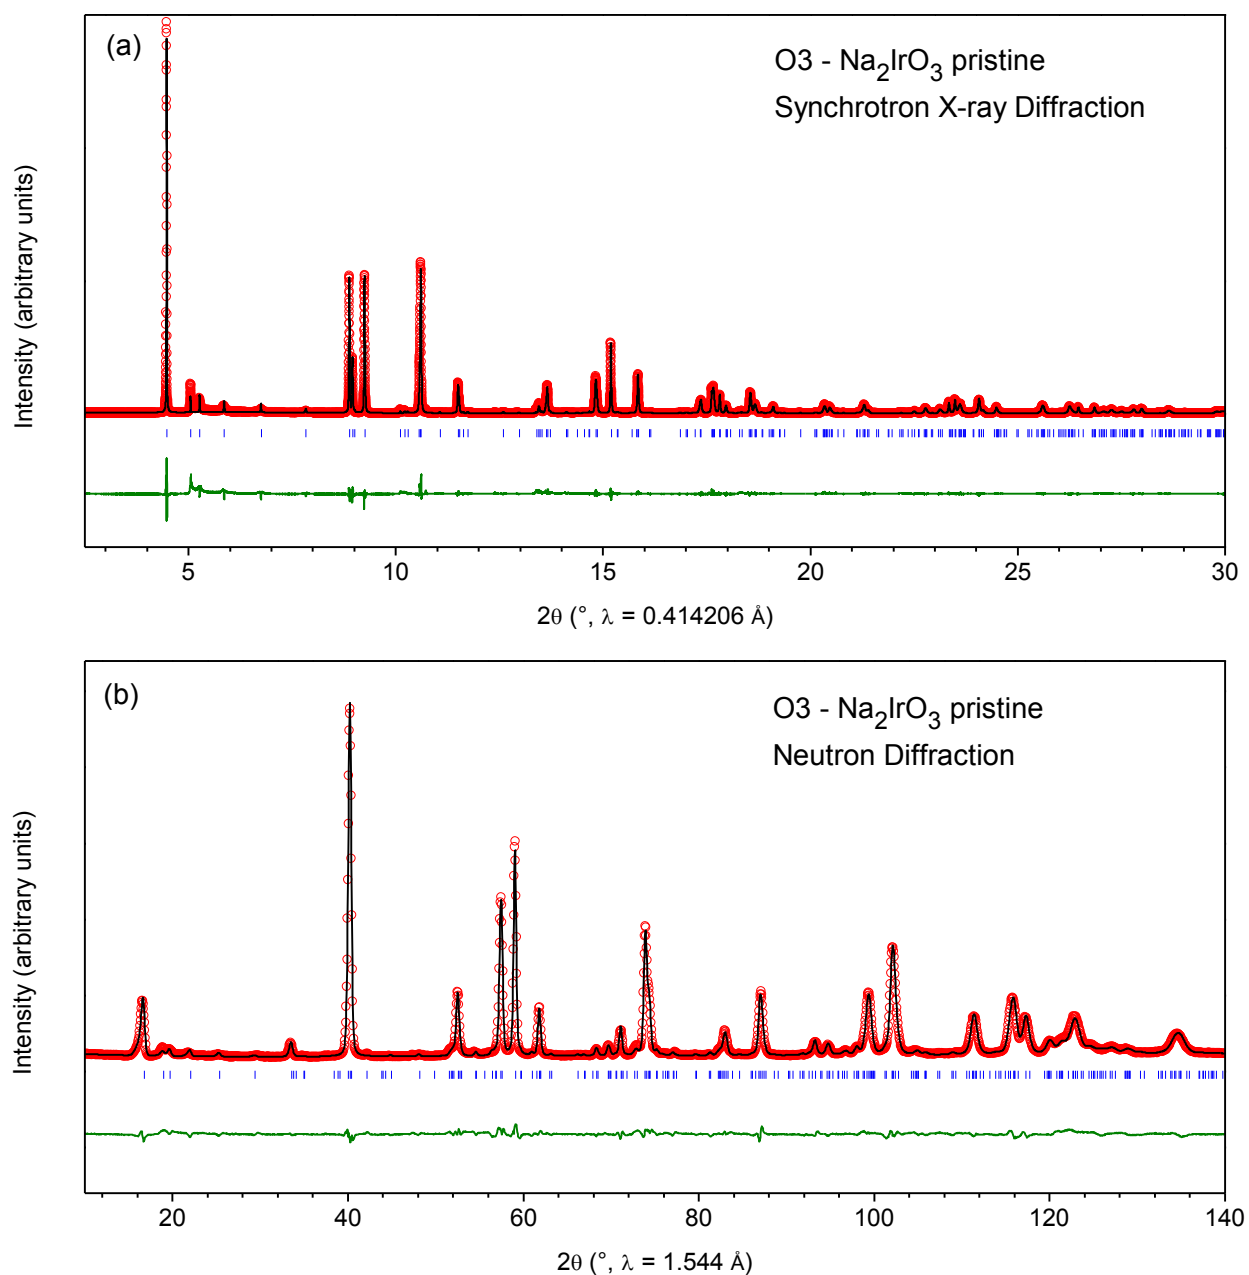 (a)
O3 - Na₂IrO₃ pristine
Synchrotron X-ray Diffraction
Intensity (arbitrary units)
5 10 15 20 25 30
2θ (°, λ = 0.414206 Å)
(b)
O3 - Na₂IrO₃ pristine
Neutron Diffraction
Intensity (arbitrary units)
20 40 60 80 100 120 140
2θ (°, λ = 1.544 Å)